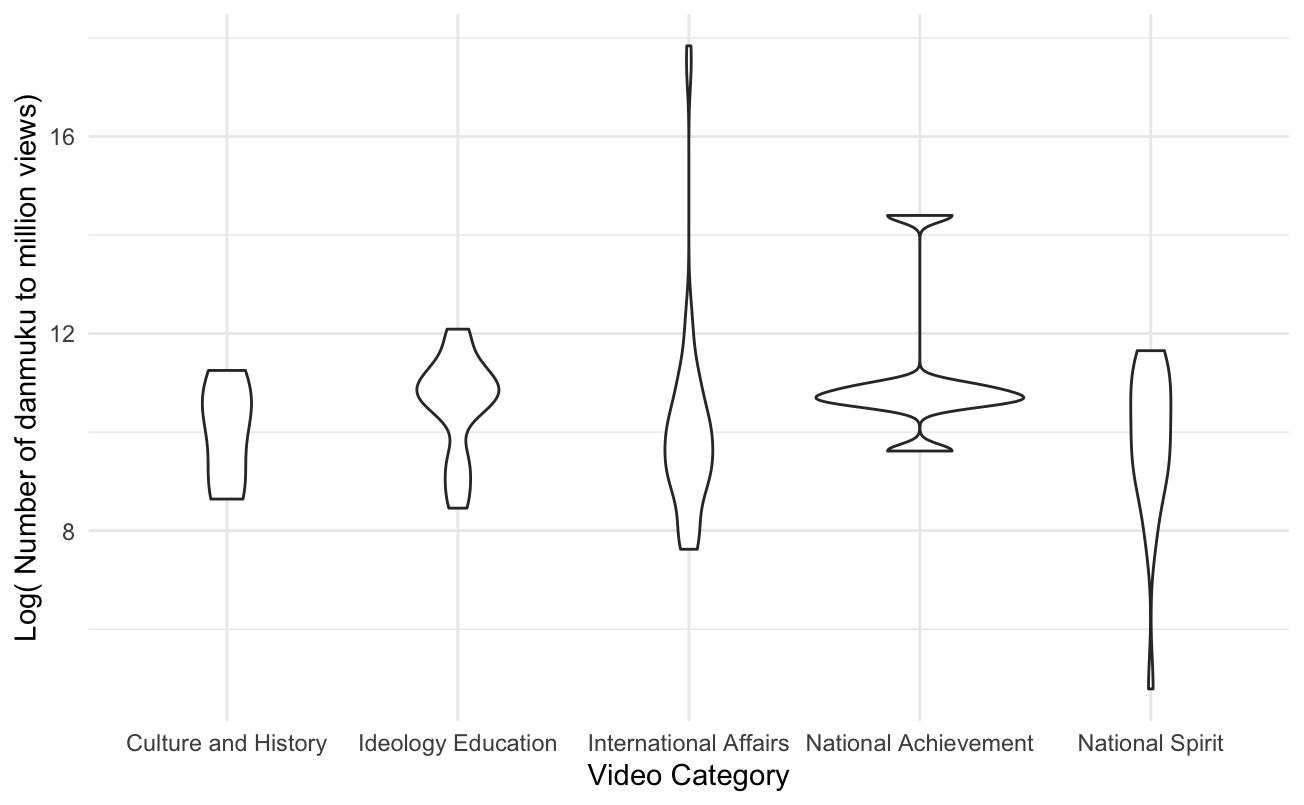 Log( Number of danmuku to million views)
16
12
8
Culture and History
Ideology Education
International Affairs
National Achievement
National Spirit
Video Category